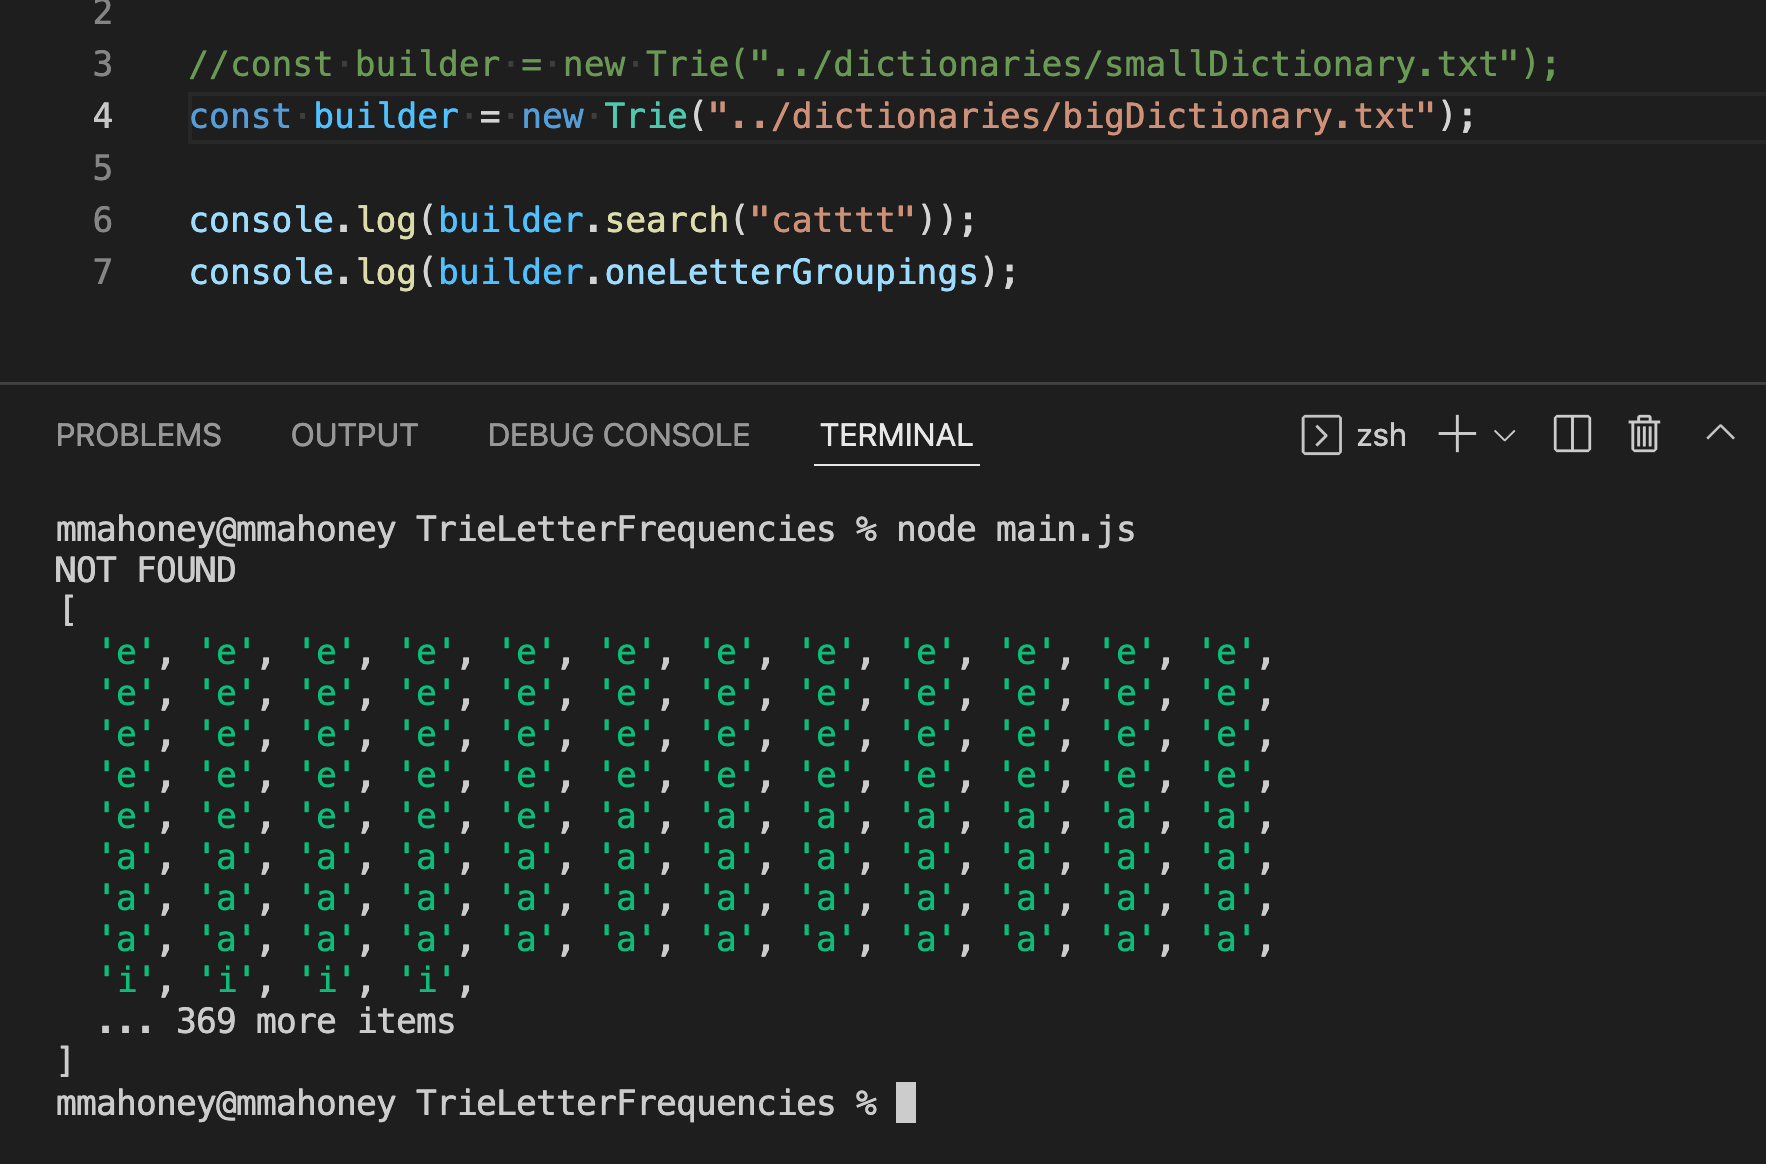 2
3 //const builder = new Trie("../dictionaries/smallDictionary.txt");
4 const builder = new Trie("../dictionaries/bigDictionary.txt");
5
6 console.log(builder.search("catttt"));
7 console.log(builder.oneLetterGroupings);
PROBLEMS OUTPUT DEBUG CONSOLE TERMINAL zsh
mmahoney@mmahoney TrieLetterFrequencies % node main.js
NOT FOUND
[
'e', 'e', 'e', 'e', 'e', 'e', 'e', 'e', 'e', 'e', 'e', 'e',
'e', 'e', 'e', 'e', 'e', 'e', 'e', 'e', 'e', 'e', 'e', 'e',
'e', 'e', 'e', 'e', 'e', 'e', 'e', 'e', 'e', 'e', 'e', 'e',
'e', 'e', 'e', 'e', 'e', 'e', 'e', 'e', 'e', 'e', 'e', 'e',
'e', 'e', 'e', 'e', 'e', 'a', 'a', 'a', 'a', 'a', 'a', 'a',
'a', 'a', 'a', 'a', 'a', 'a', 'a', 'a', 'a', 'a', 'a', 'a',
'a', 'a', 'a', 'a', 'a', 'a', 'a', 'a', 'a', 'a', 'a', 'a',
'a', 'a', 'a', 'a', 'a', 'a', 'a', 'a', 'a', 'a', 'a', 'a',
'i', 'i', 'i', 'i',
... 369 more items
]
mmahoney@mmahoney TrieLetterFrequencies %